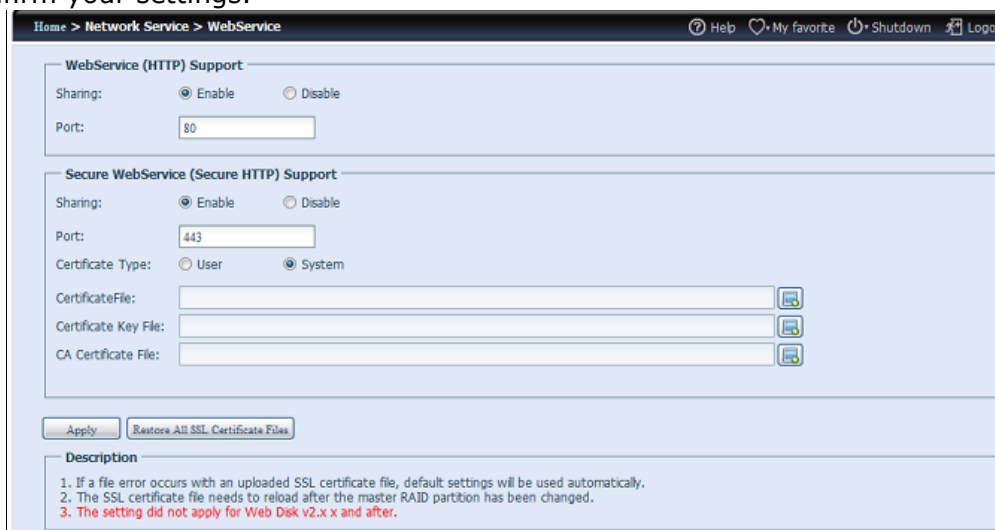 firm your settings.
Home > Network Service > WebService Help My favorite Shutdown Logo
WebService (HTTP) Support
Sharing: Enable Disable
Port: 80
Secure WebService (Secure HTTP) Support
Sharing: Enable Disable
Port: 443
Certificate Type: User System
CertificateFile:
Certificate Key File:
CA Certificate File:
Apply Restore All SSL Certificate Files
Description
1. If a file error occurs with an uploaded SSL certificate file, default settings will be used automatically.
2. The SSL certificate file needs to reload after the master RAID partition has been changed.
3. The setting did not apply for Web Disk v2.x x and after.